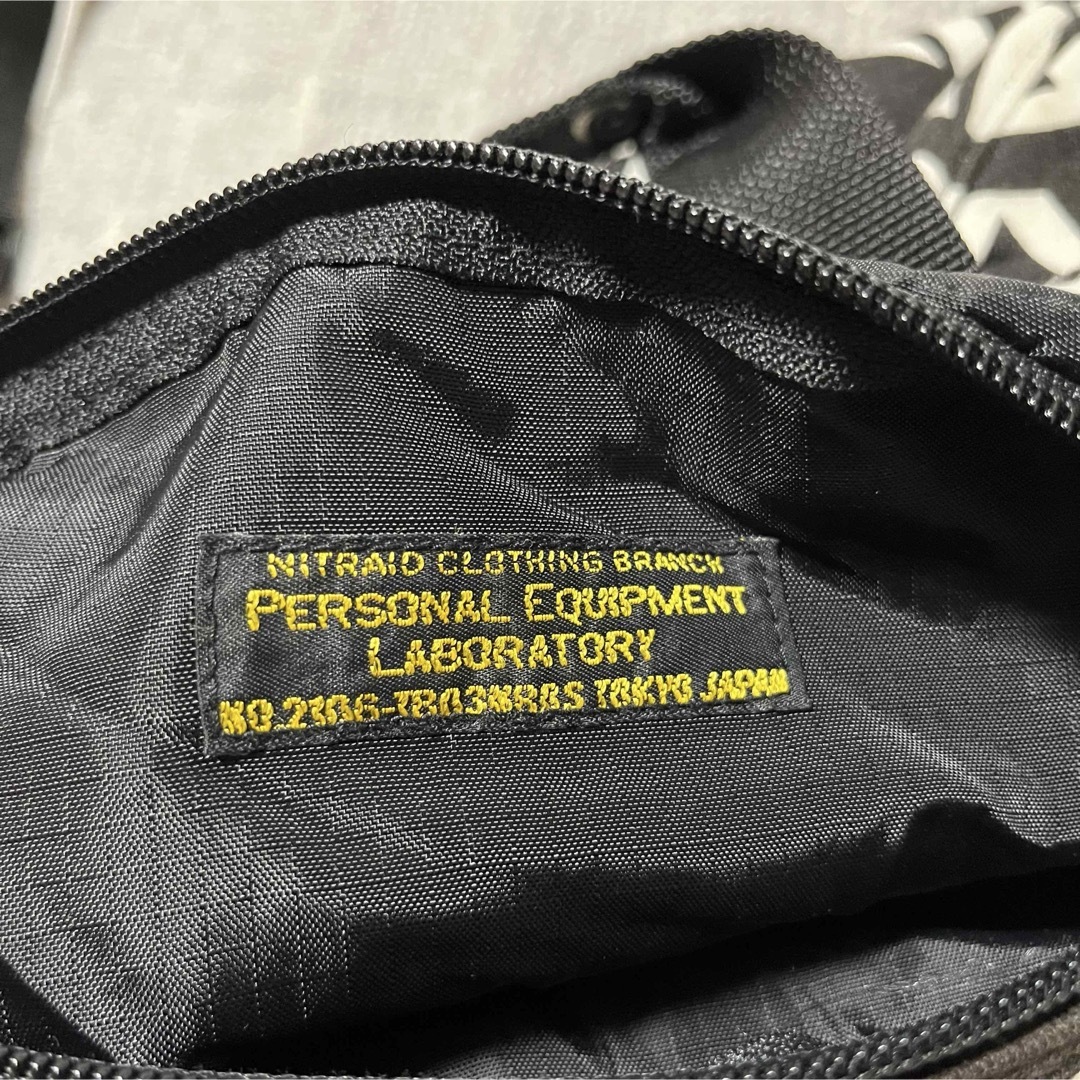 NITRAID CLOTHING BRANCH
PERSONAL EQUIPMENT
LABORATORY
TOKYO JAPAN